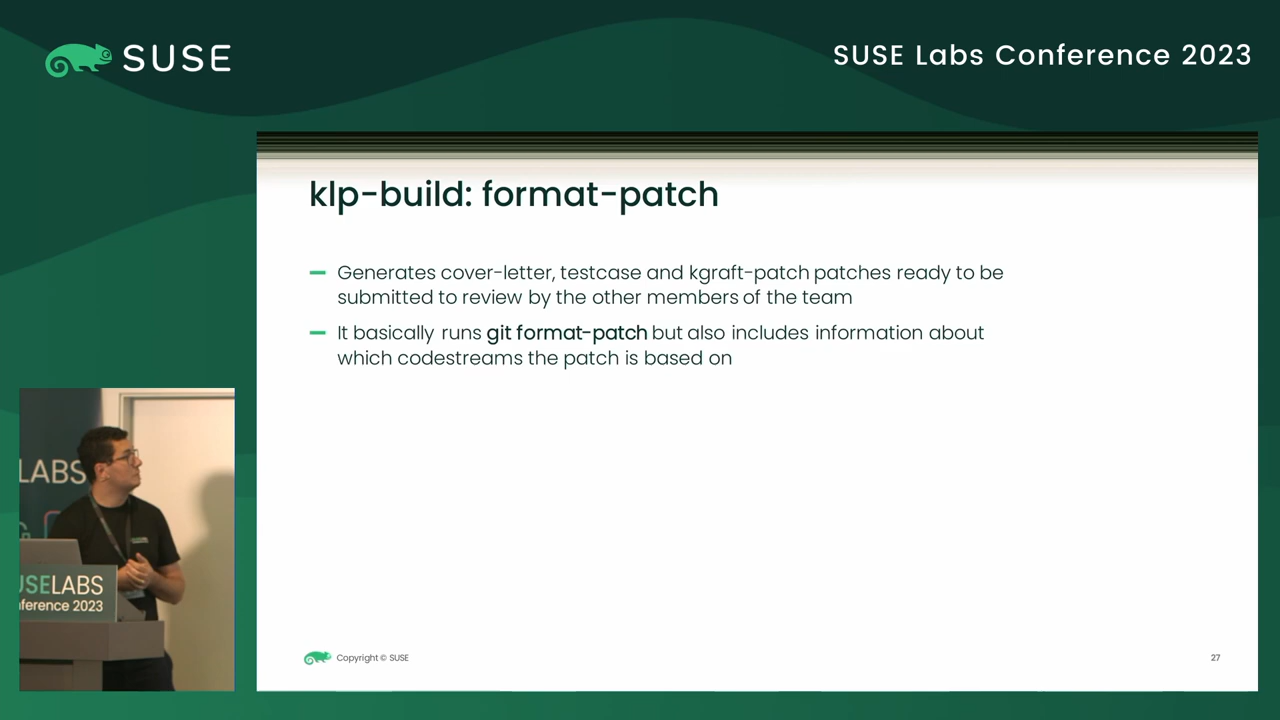 SUSE
SUSE Labs Conference 2023
klp-build: format-patch
Generates cover-letter, testcase and kgraft-patch patches ready to be
submitted to review by the other members of the team
It basically runs git format-patch but also includes information about
which codestreams the patch is based on
LABS
USELABS
nference 2023
Copyright © SUSE
27